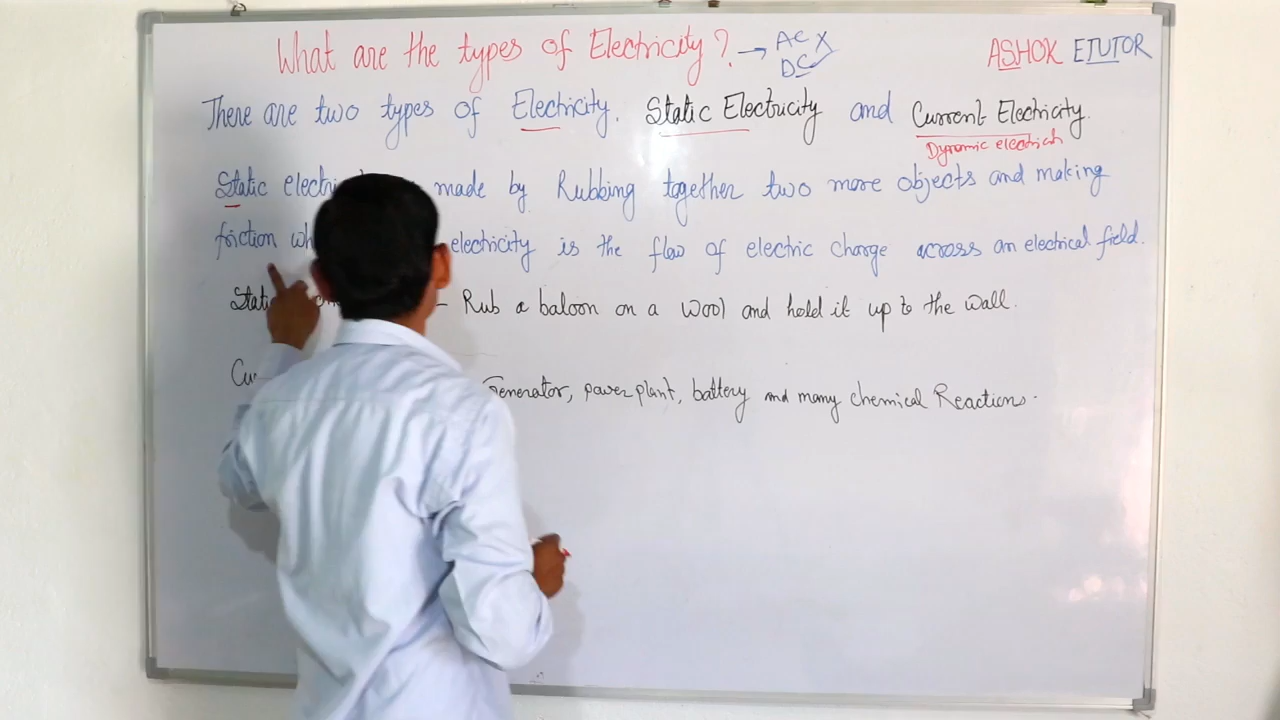 What are the types of Electricity? → AC X
DC
ASHOK ETUTOR
There are two types of Electricity. Static Electricity and Current Electricity.
Dynamic electricit
Static electri made by Rubbing together two more objects and making
friction wh electricity is the flow of electric charge across an electrical field.
Stati - Rub a baloon on a wool and hold it up to the wall.
Cu Generator, power plant, battery and many chemical Reactions.